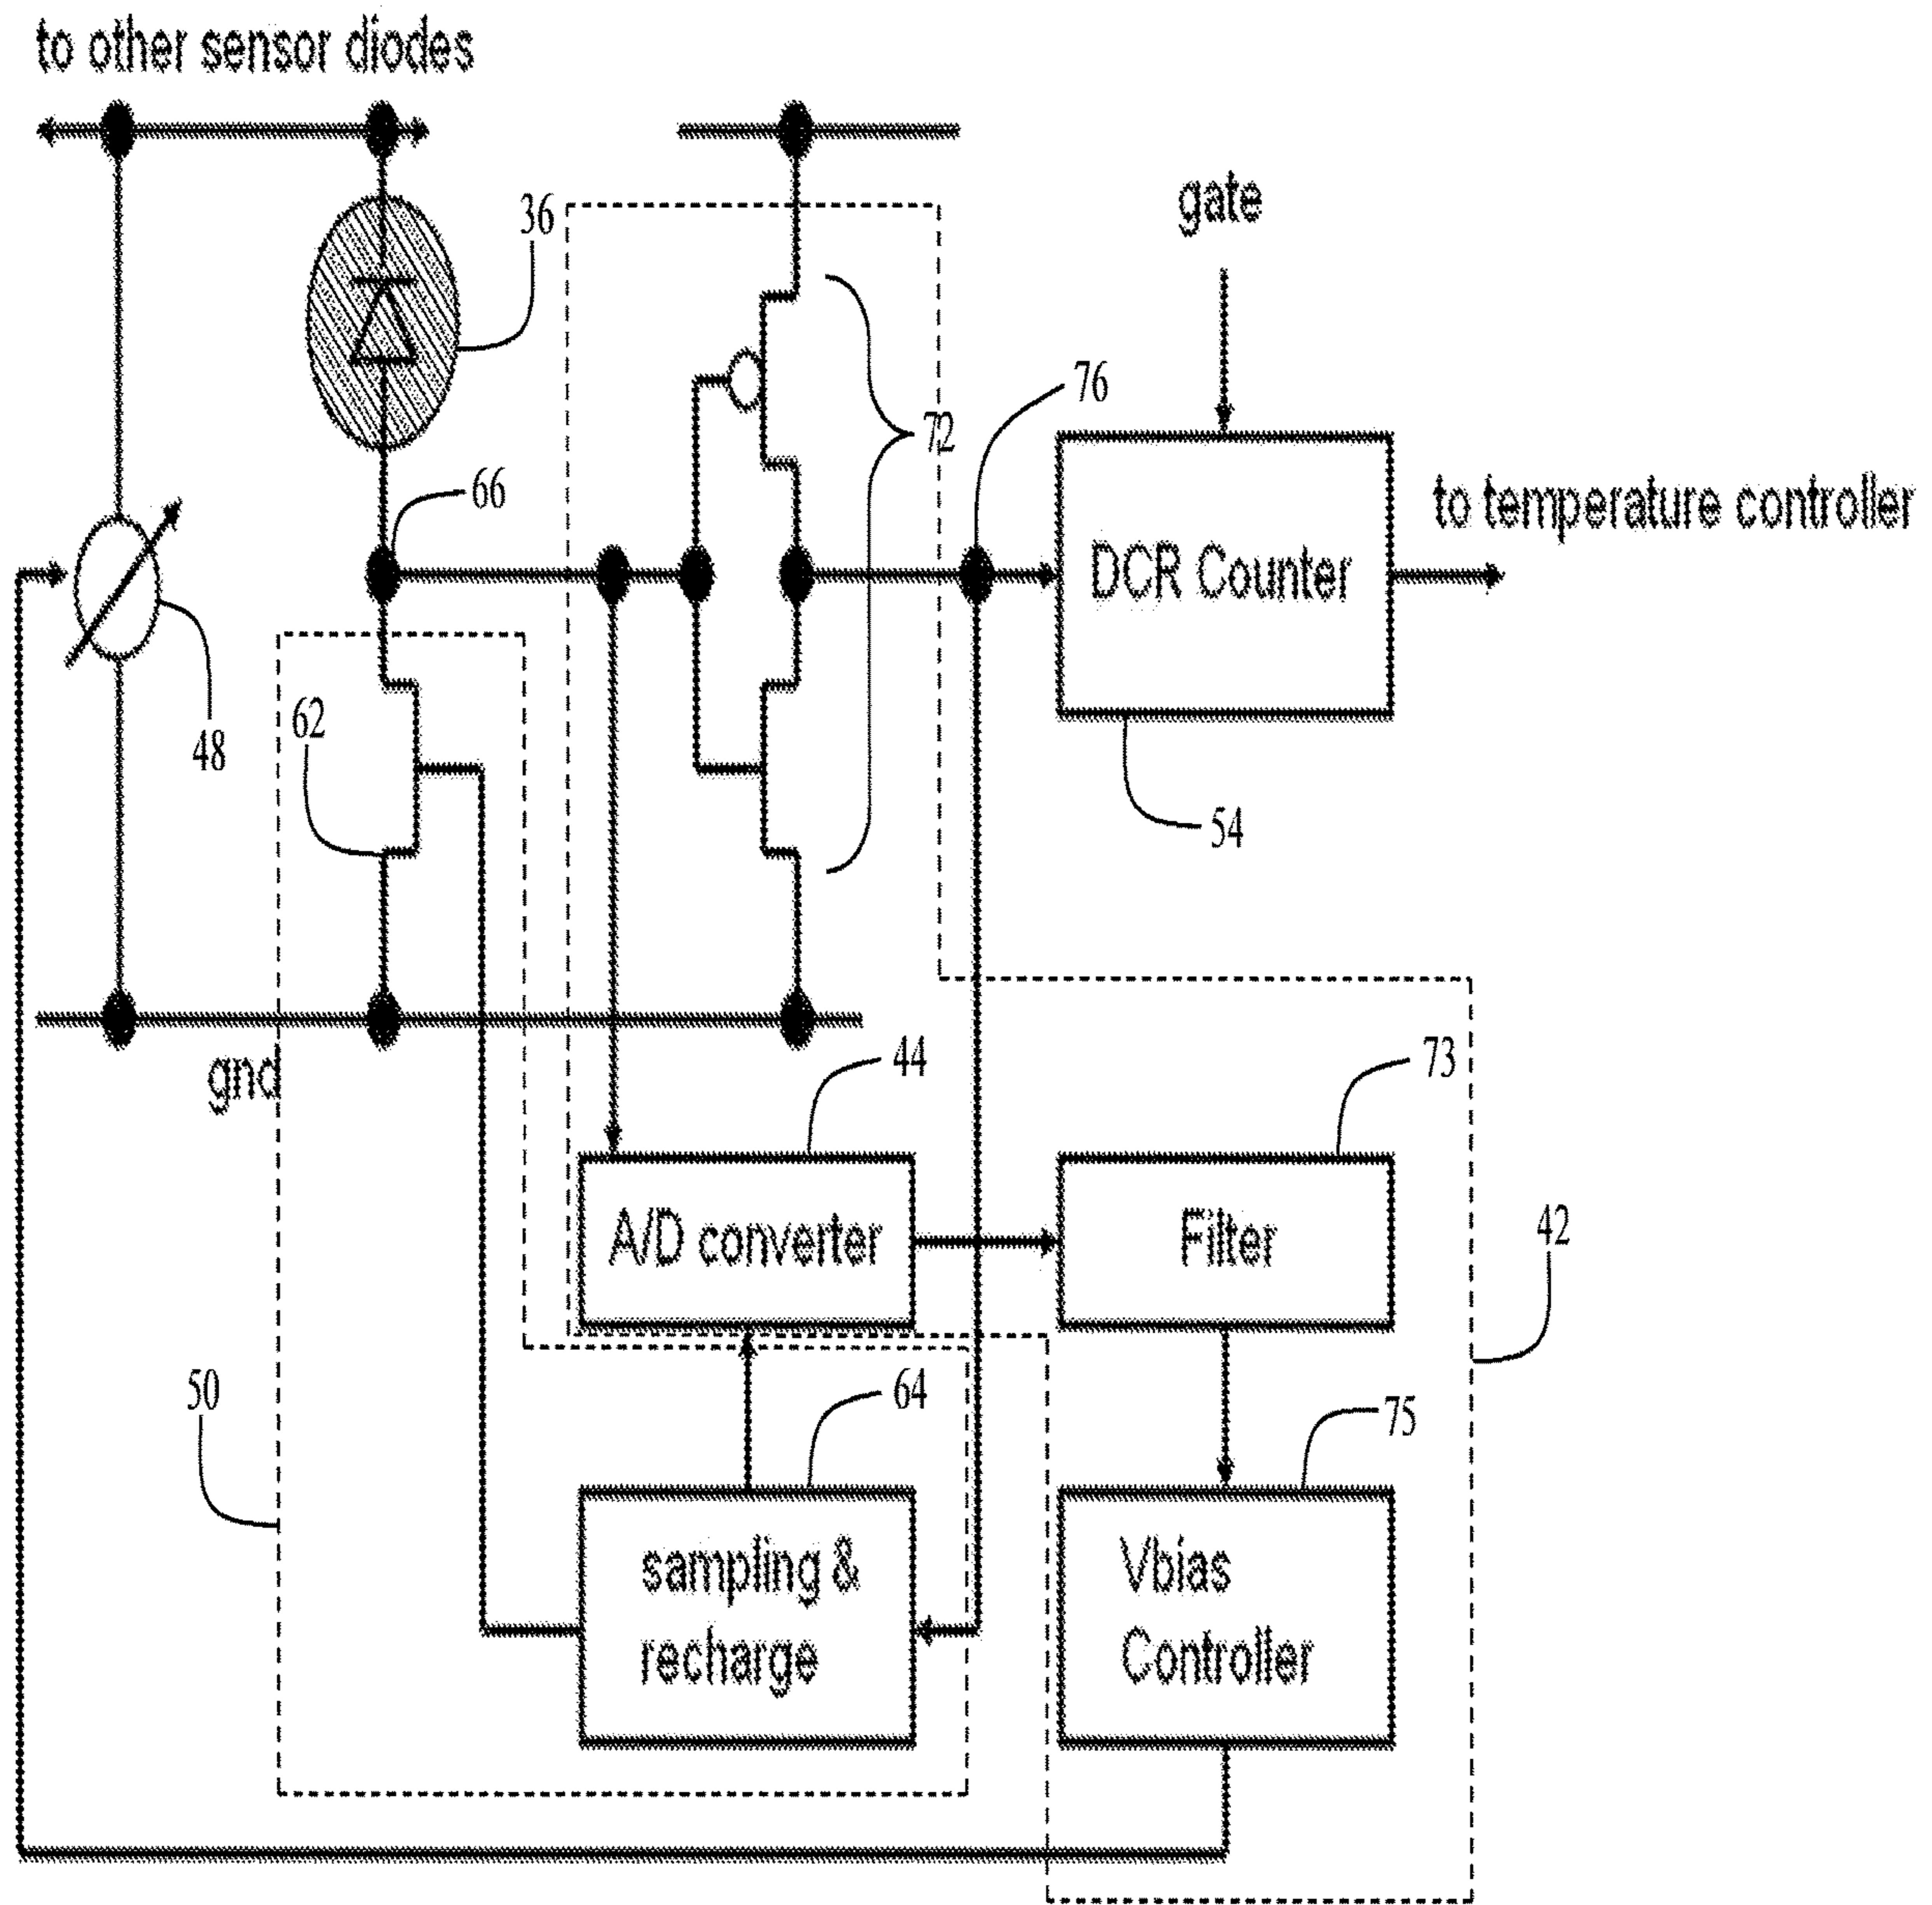 to other sensor diodes
36
gate
72
76
66
to temperature controller
DCR Counter
62
48
54
gnd
44
73
A/D converter
Filter
42
50
64
75
sampling &
recharge
Vbias
Controller